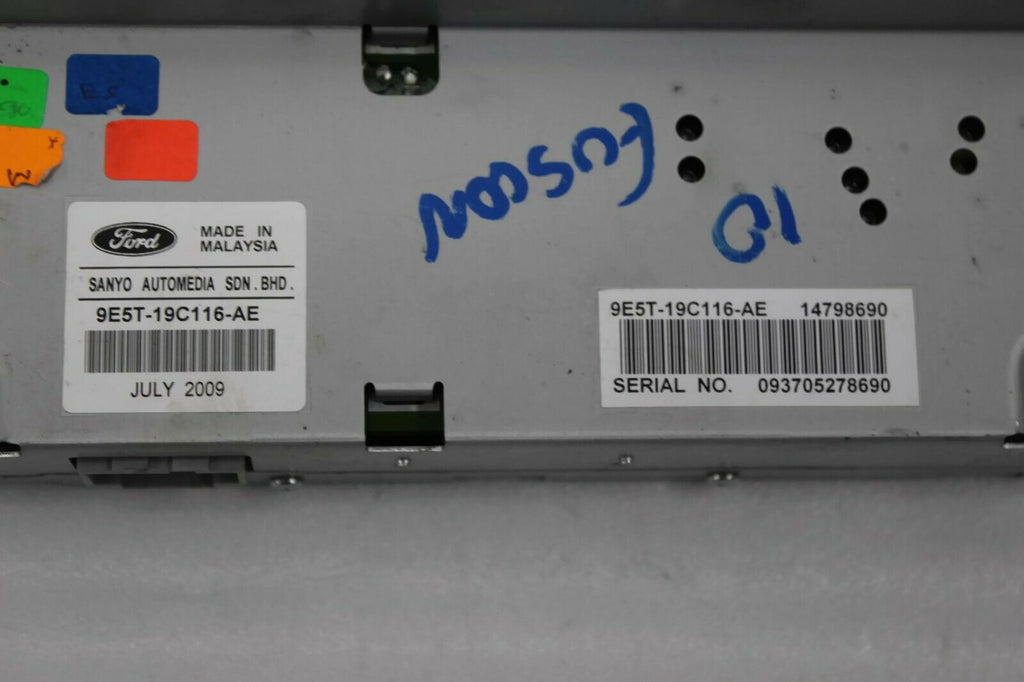 Ford
MADE IN
MALAYSIA
SANYO AUTOMEDIA SDN. BHD.
9E5T-19C116-AE
JULY 2009
10
9E5T-19C116-AE 14798690
SERIAL NO. 093705278690